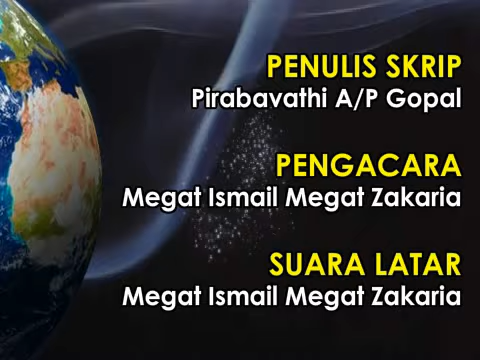 PENULIS SKRIP
Pirabavathi A/P Gopal
PENGACARA
Megat Ismail Megat Zakaria
SUARA LATAR
Megat Ismail Megat Zakaria